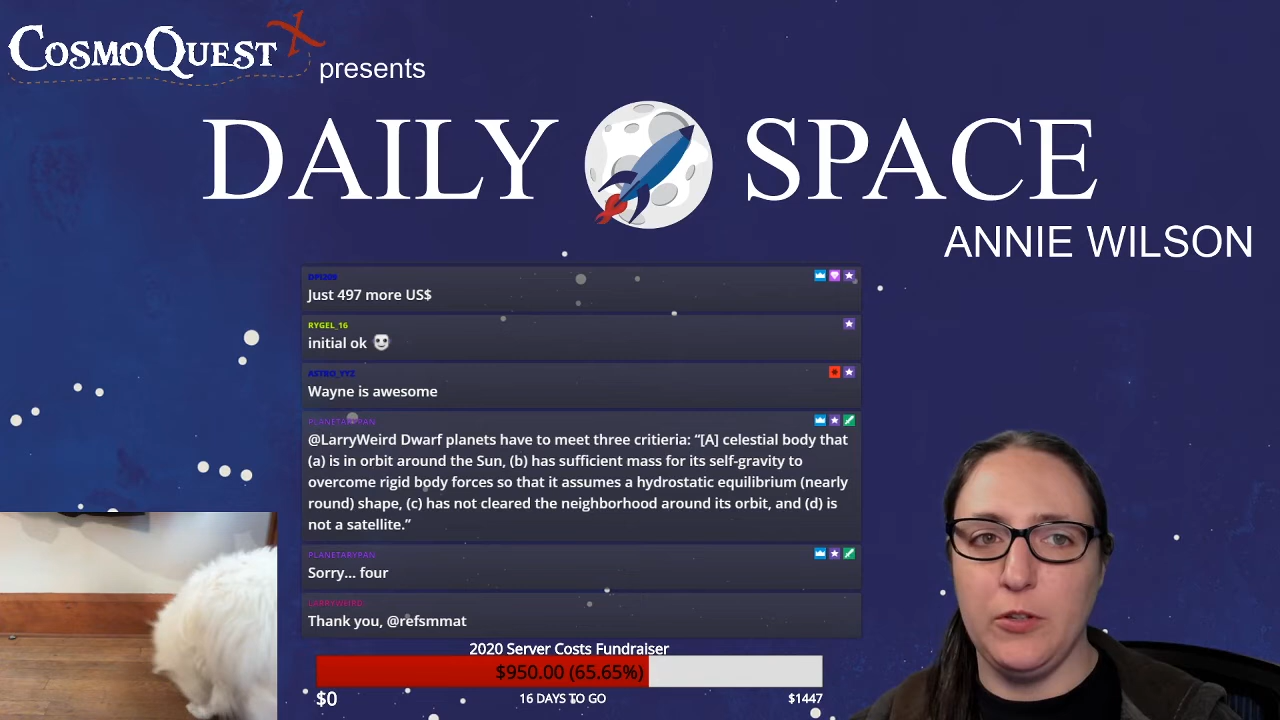 COSMOQUEST X
presents
DAILY SPACE
ANNIE WILSON
Just 497 more US$
RYGEL_16
initial ok
ASTRO_YYZ
Wayne is awesome
PLANETARYPAN
@LarryWeird Dwarf planets have to meet three critieria: “[A] celestial body that
(a) is in orbit around the Sun, (b) has sufficient mass for its self-gravity to
overcome rigid body forces so that it assumes a hydrostatic equilibrium (nearly
round) shape, (c) has not cleared the neighborhood around its orbit, and (d) is
not a satellite.”
PLANETARYPAN
Sorry... four
LARRYWEIRD
Thank you, @refsmmat
2020 Server Costs Fundraiser
$950.00 (65.65%)
$0
16 DAYS TO GO
$1447